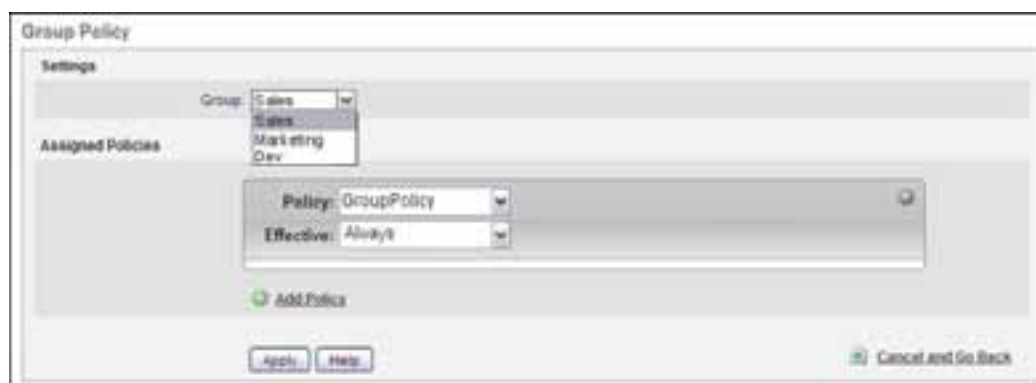 Group Policy
Settings
Group Sales
Sales
Marketing
Dev
Assigned Policies
Policy: GroupPolicy
Effective: Always
Add Policy
Apply Help
Cancel and Go Back